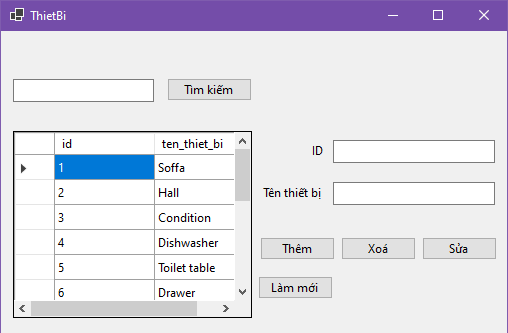 ThietBi
Tìm kiếm
id ten_thiet_bi
1 Soffa
2 Hall
3 Condition
4 Dishwasher
5 Toilet table
6 Drawer
ID
Tên thiết bị
Thêm Xoá Sửa
Làm mới